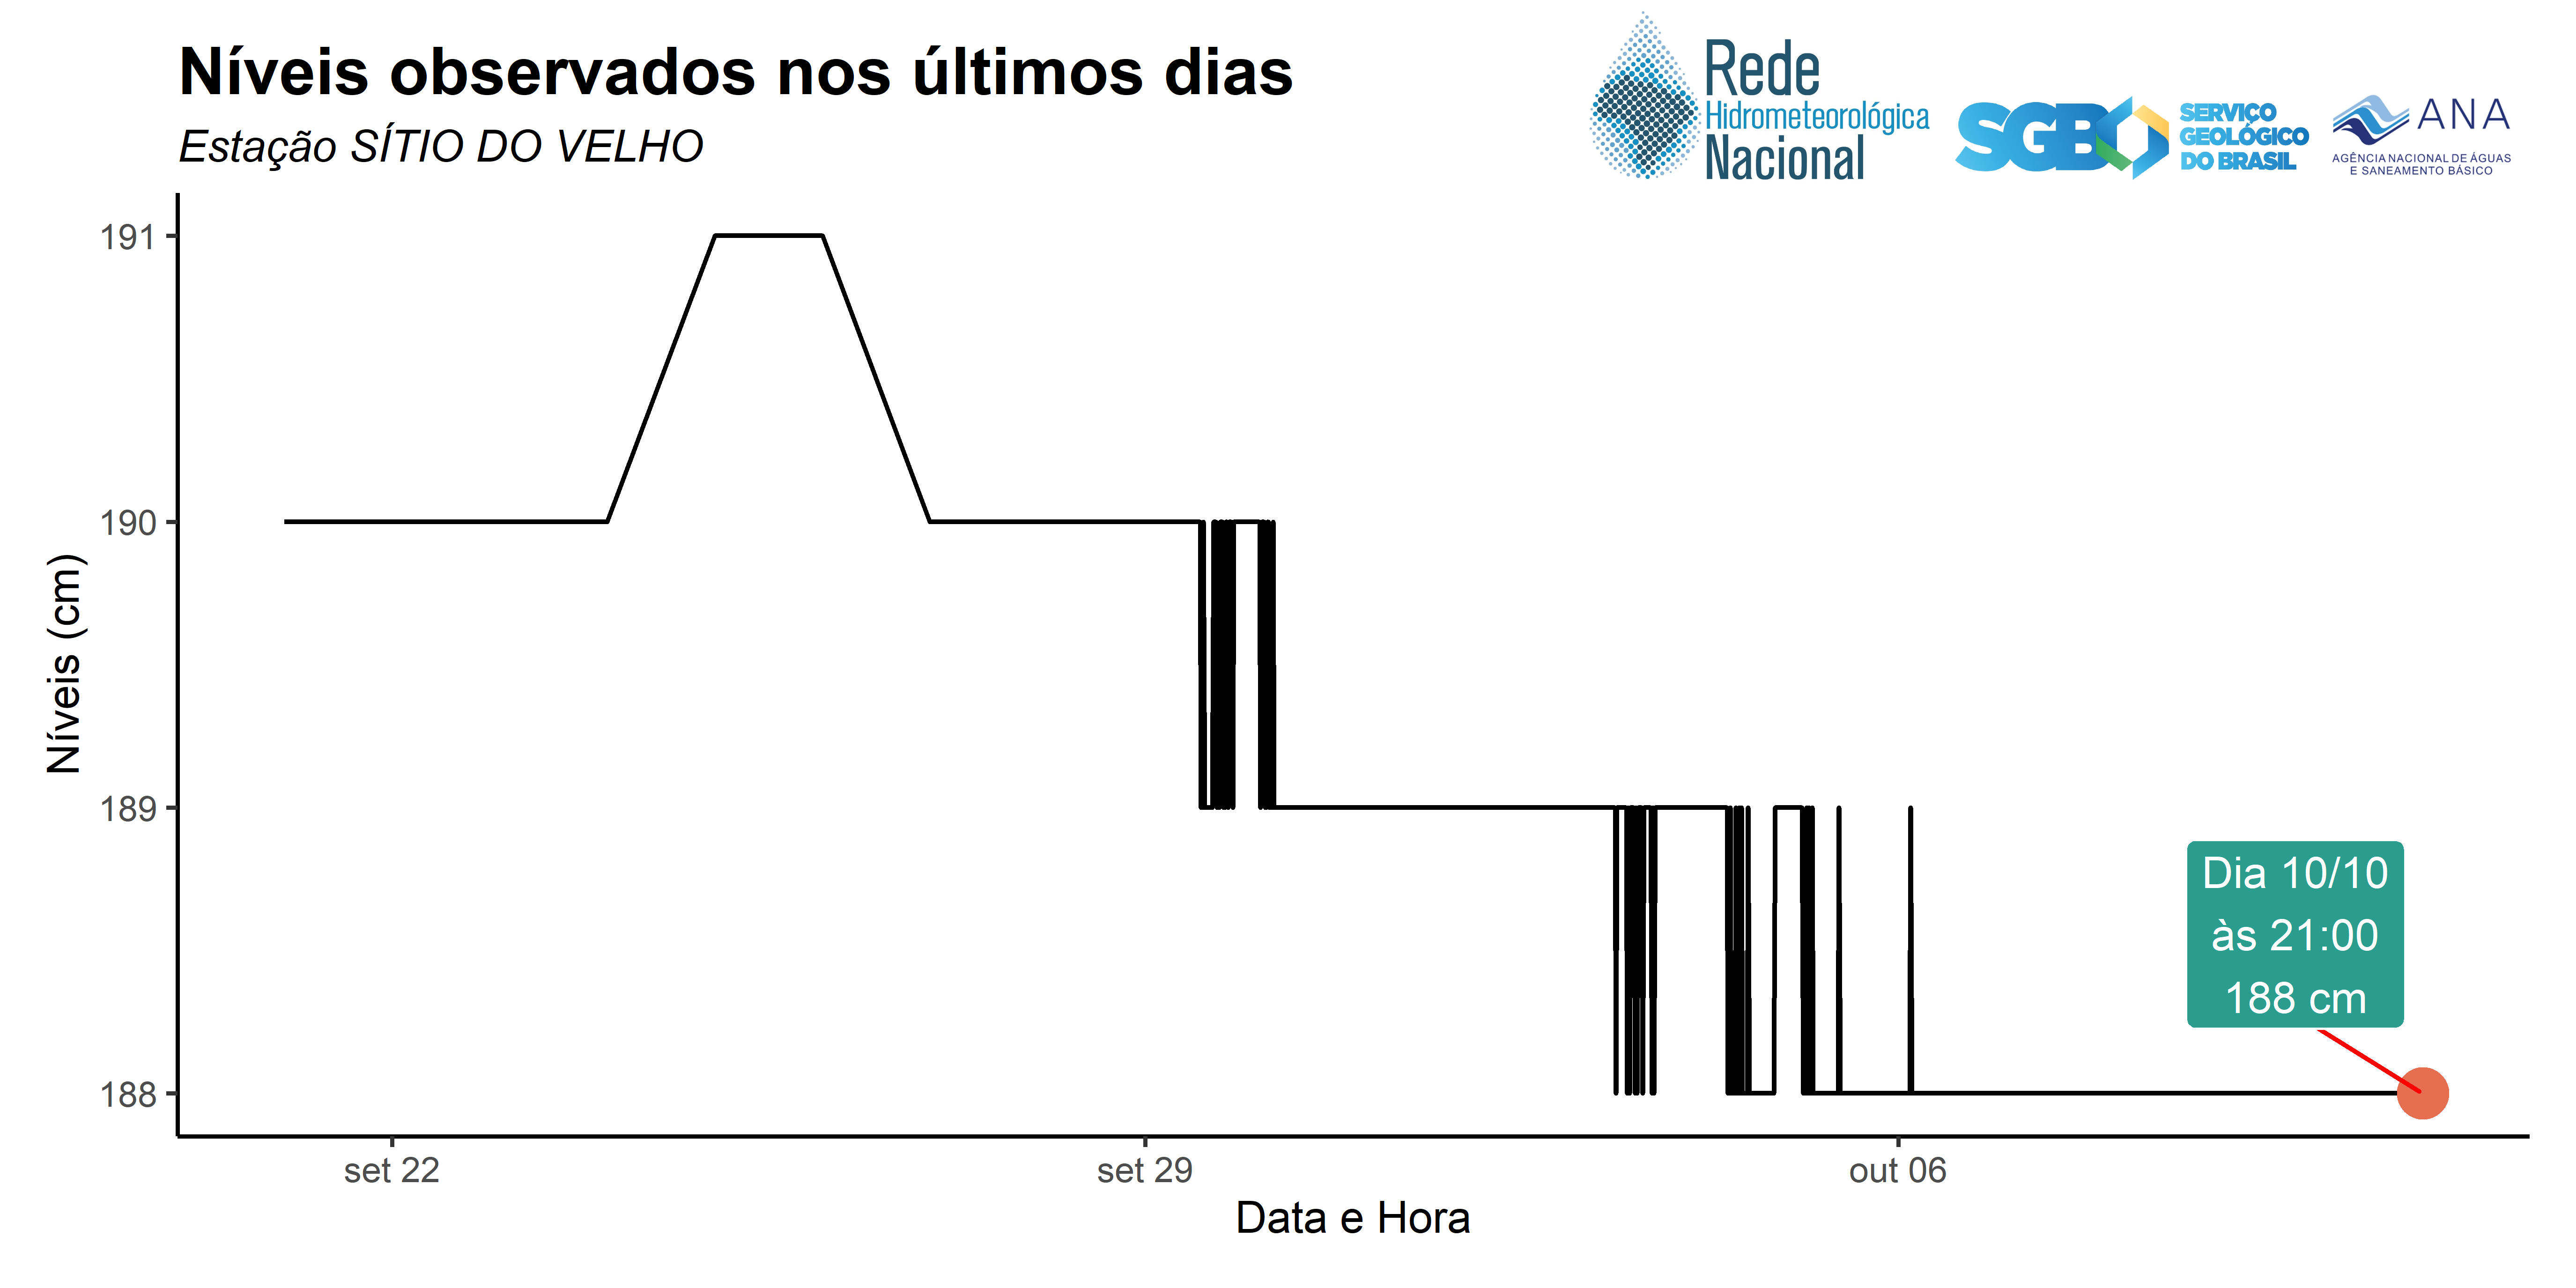 Níveis observados nos últimos dias
Estação SÍTIO DO VELHO
Rede
Hidrometeorológica
Nacional
SGB
SERVIÇO
GEOLÓGICO
DO BRASIL
ANA
AGÊNCIA NACIONAL DE ÁGUAS
E SANEAMENTO BÁSICO
Níveis (cm)
191
190
189
188
Dia 10/10
às 21:00
188 cm
set 22
set 29
out 06
Data e Hora